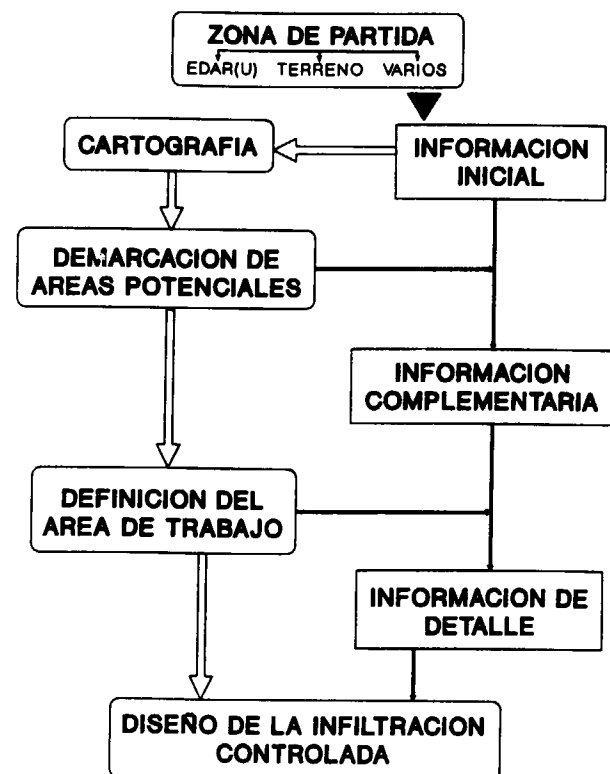 ZONA DE PARTIDA
EDAR(U) TERRENO VARIOS
CARTOGRAFIA
INFORMACION
INICIAL
DEMARCACION DE
AREAS POTENCIALES
INFORMACION
COMPLEMENTARIA
DEFINICION DEL
AREA DE TRABAJO
INFORMACION DE
DETALLE
DISEÑO DE LA INFILTRACION
CONTROLADA